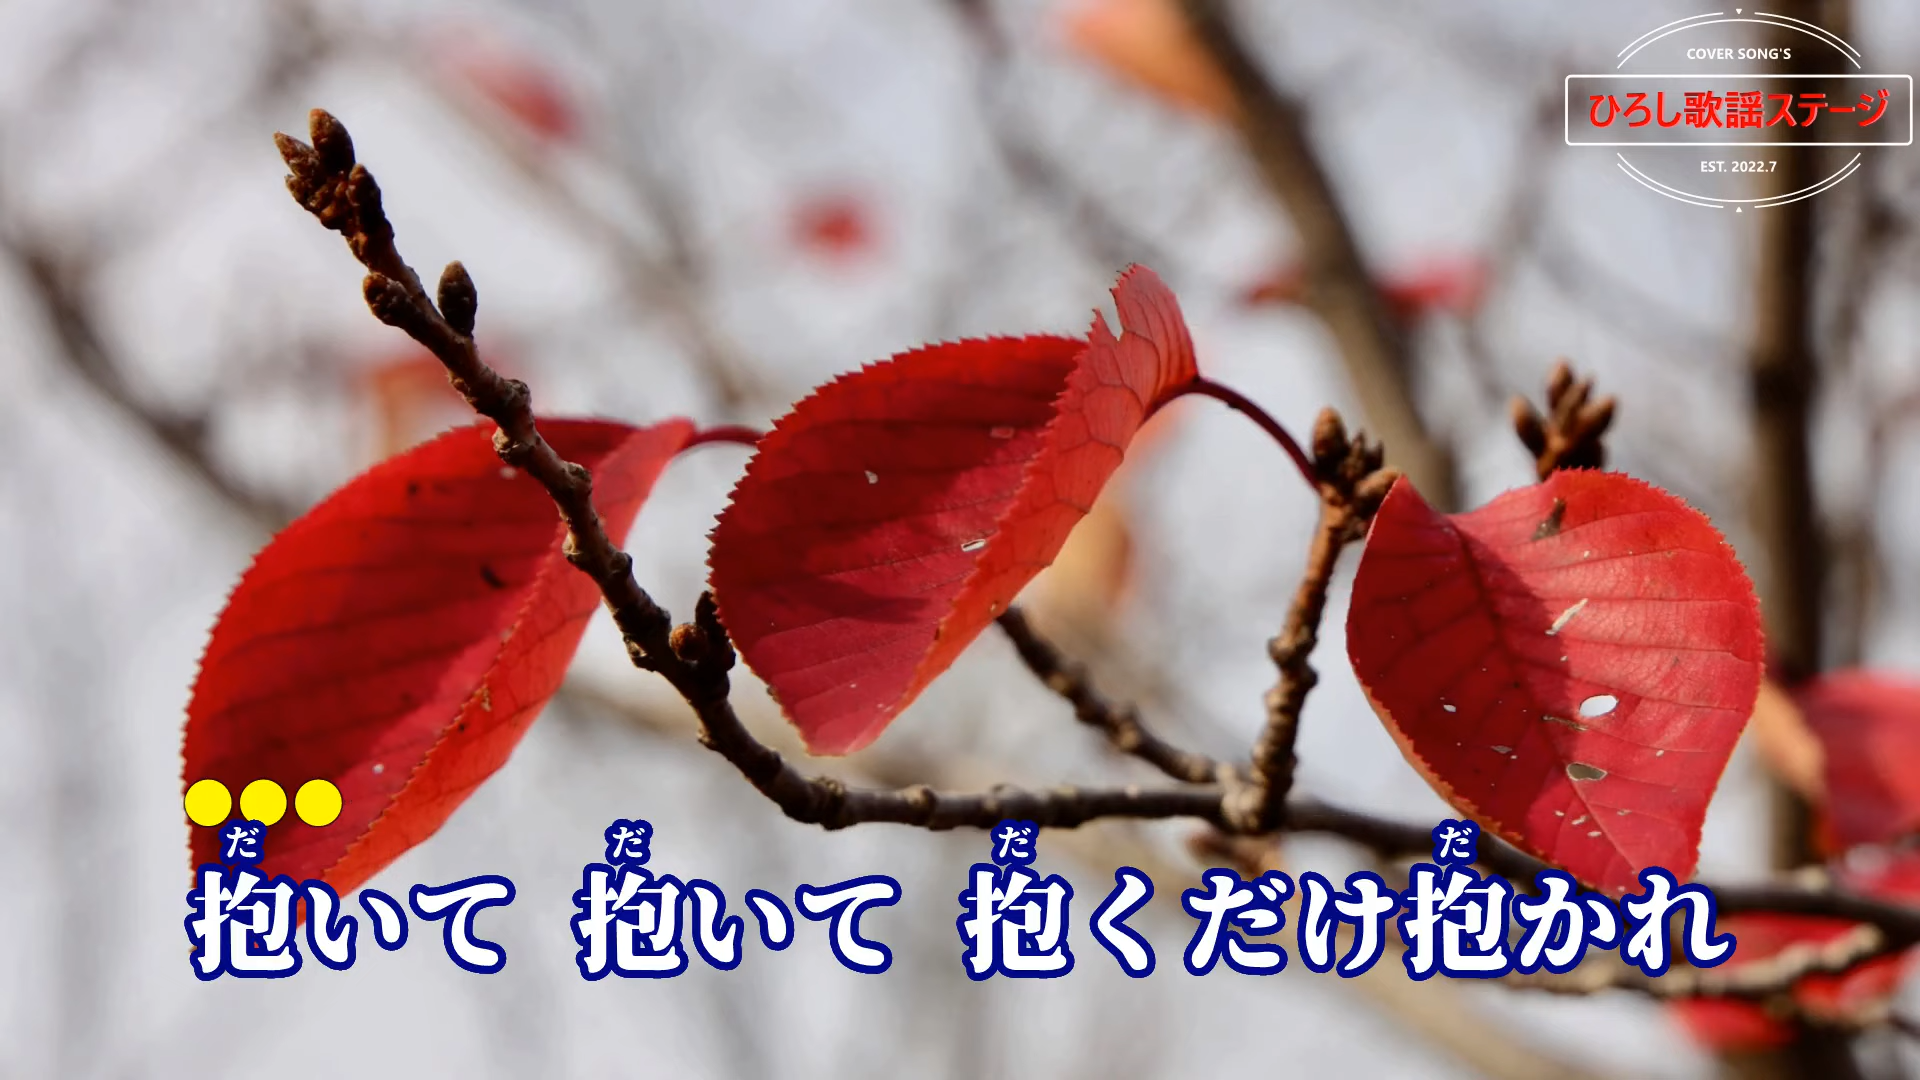 COVER SONG'S
ひろし歌謡ステージ
EST. 2022.7
だ だ だ だ
抱いて 抱いて 抱くだけ抱かれ